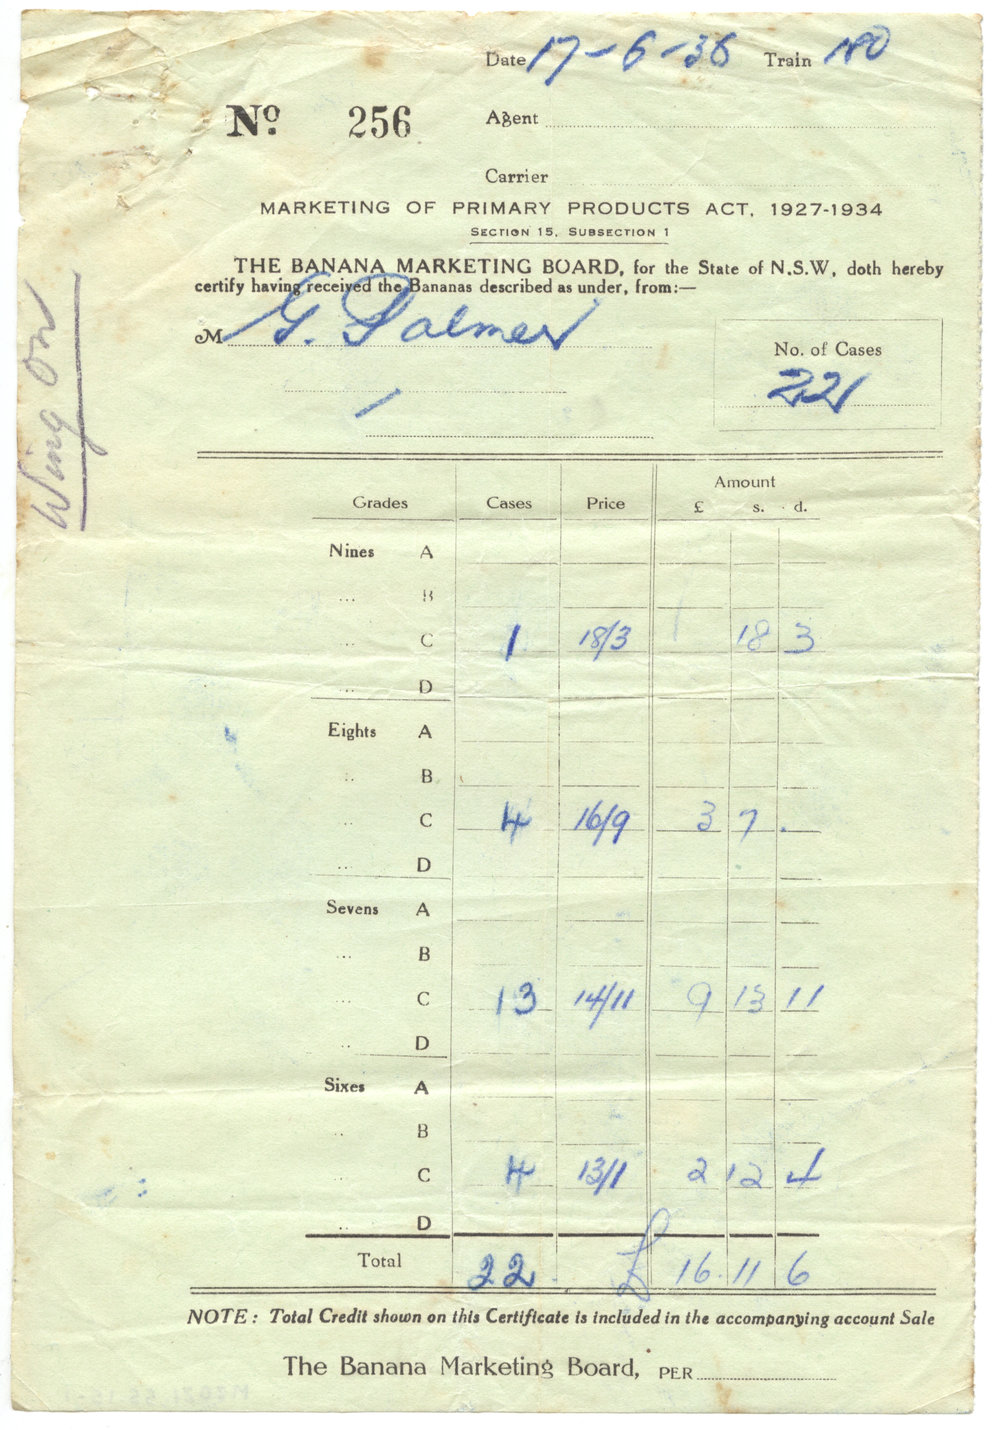 Date 17-6-36 Train 180
No. 256
Agent
Carrier
MARKETING OF PRIMARY PRODUCTS ACT, 1927-1934
SECTION 15, SUBSECTION 1
THE BANANA MARKETING BOARD, for the State of N.S.W, doth hereby
certify having received the Bananas described as under, from:—
M G. Palmer
No. of Cases
22
Wing On
Amount
Grades Cases Price £ s. d.
Nines A
... B
... C 1 18/3 18 3
... D
Eights A
.. B
.. C 4 16/9 3 7 .
.. D
Sevens A
... B
... C 13 14/11 9 13 11
.. D
Sixes A
.. B
.. C 4 13/1 2 12 4
.. D
Total 22 £ 16 11 6
NOTE: Total Credit shown on this Certificate is included in the accompanying account Sale
The Banana Marketing Board, PER